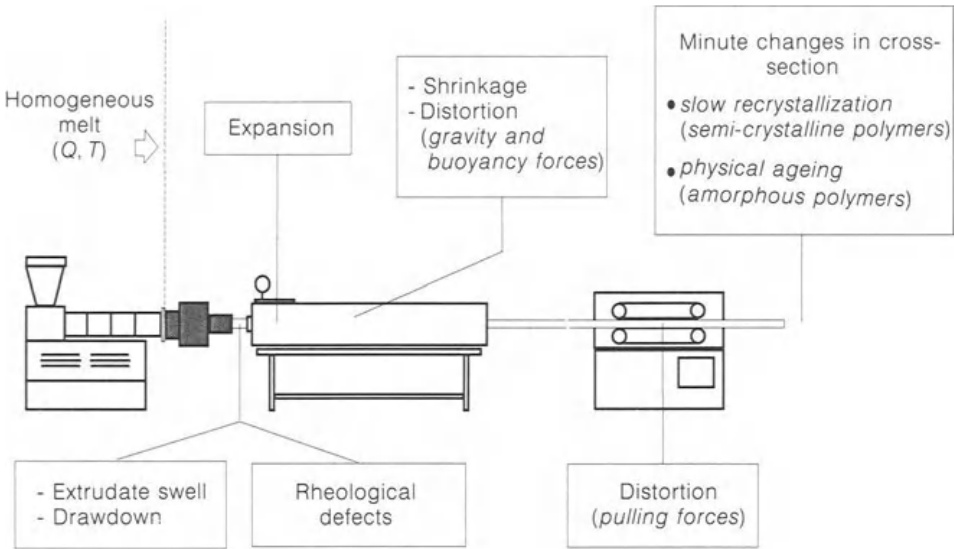 Homogeneous
melt
(Q, T)
Expansion
- Shrinkage
- Distortion
(gravity and
buoyancy forces)
Minute changes in cross-
section
● slow recrystallization
(semi-crystalline polymers)
● physical ageing
(amorphous polymers)
- Extrudate swell
- Drawdown
Rheological
defects
Distortion
(pulling forces)